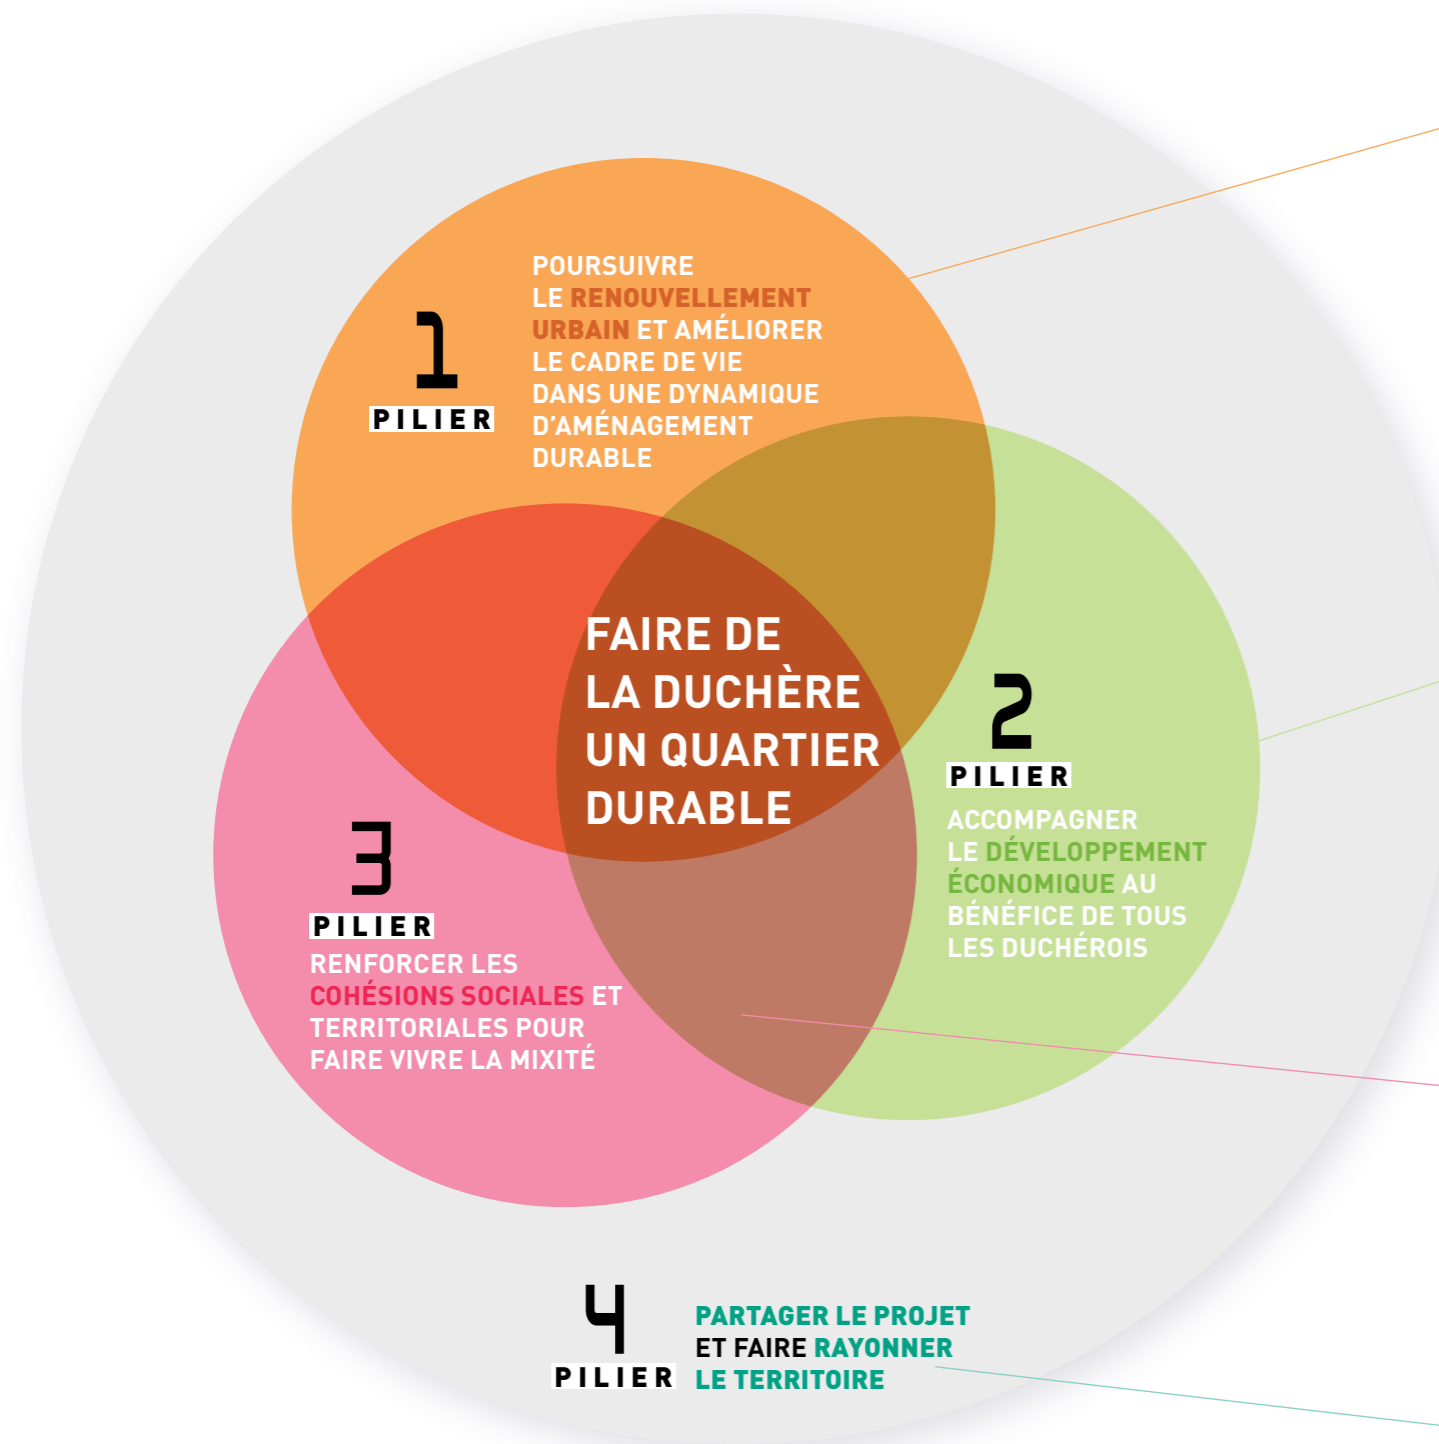 1
PILIER
POURSUIVRE
LE RENOUVELLEMENT
URBAIN ET AMÉLIORER
LE CADRE DE VIE
DANS UNE DYNAMIQUE
D’AMÉNAGEMENT
DURABLE
FAIRE DE
LA DUCHÈRE
UN QUARTIER
DURABLE
2
PILIER
ACCOMPAGNER
LE DÉVELOPPEMENT
ÉCONOMIQUE AU
BÉNÉFICE DE TOUS
LES DUCHÉROIS
3
PILIER
RENFORCER LES
COHÉSIONS SOCIALES ET
TERRITORIALES POUR
FAIRE VIVRE LA MIXITÉ
4
PILIER
PARTAGER LE PROJET
ET FAIRE RAYONNER
LE TERRITOIRE